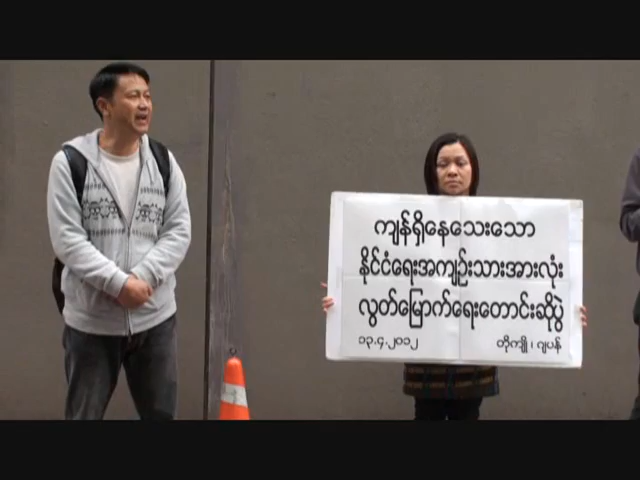 ကျန်ရှိနေသေးသော
နိုင်ငံရေးအကျဉ်းသားအားလုံး
လွတ်မြောက်ရေးတောင်းဆိုပွဲ
၁၃.၄.၂၀၁၂ တိုကျို ၊ ဂျပန်